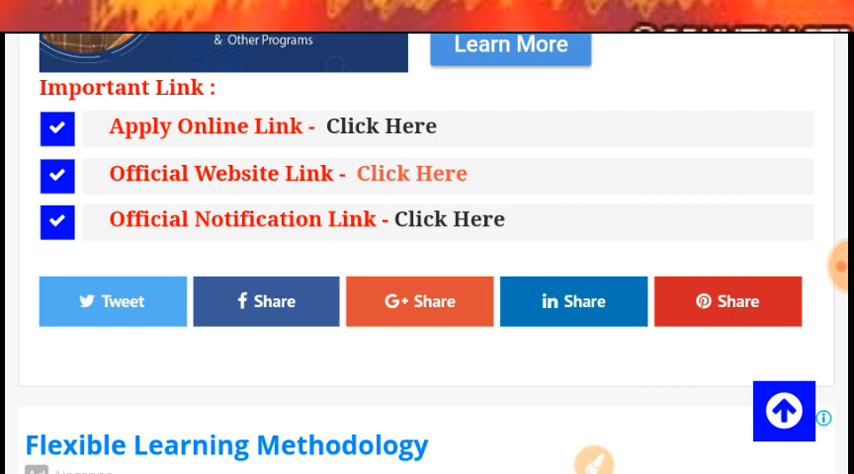 & Other Programs
Learn More
Important Link :
Apply Online Link - Click Here
Official Website Link - Click Here
Official Notification Link - Click Here
Tweet
f Share
G+ Share
in Share
Share
Flexible Learning Methodology
Ad